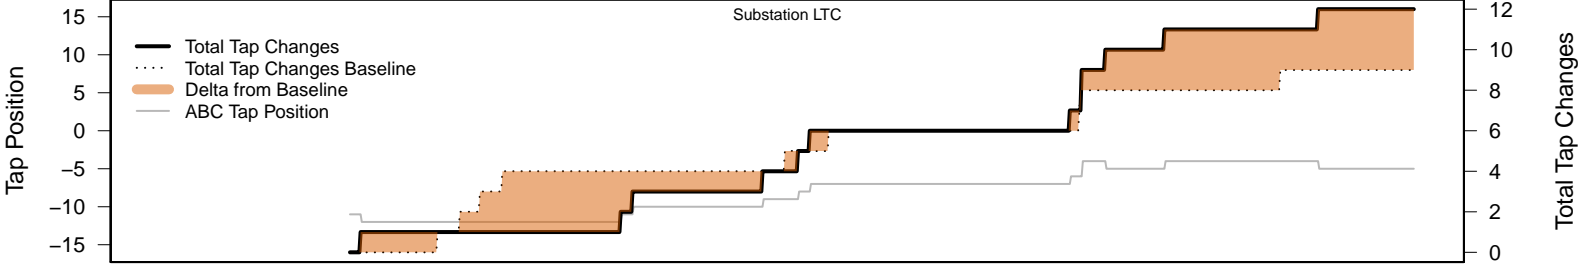 Substation LTC
Tap Position
15
10
5
0
−5
−10
−15
Total Tap Changes
Total Tap Changes Baseline
Delta from Baseline
ABC Tap Position
12
10
8
6
4
2
0
Total Tap Changes